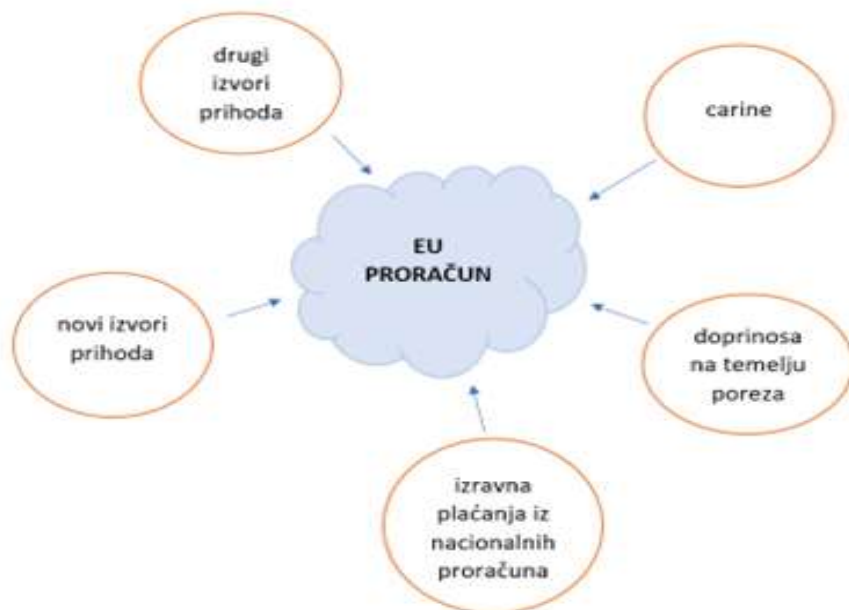 drugi
izvori
prihoda
carine
EU
PRORAČUN
novi izvori
prihoda
doprinosa
na temelju
poreza
izravna
plaćanja iz
nacionalnih
proračuna